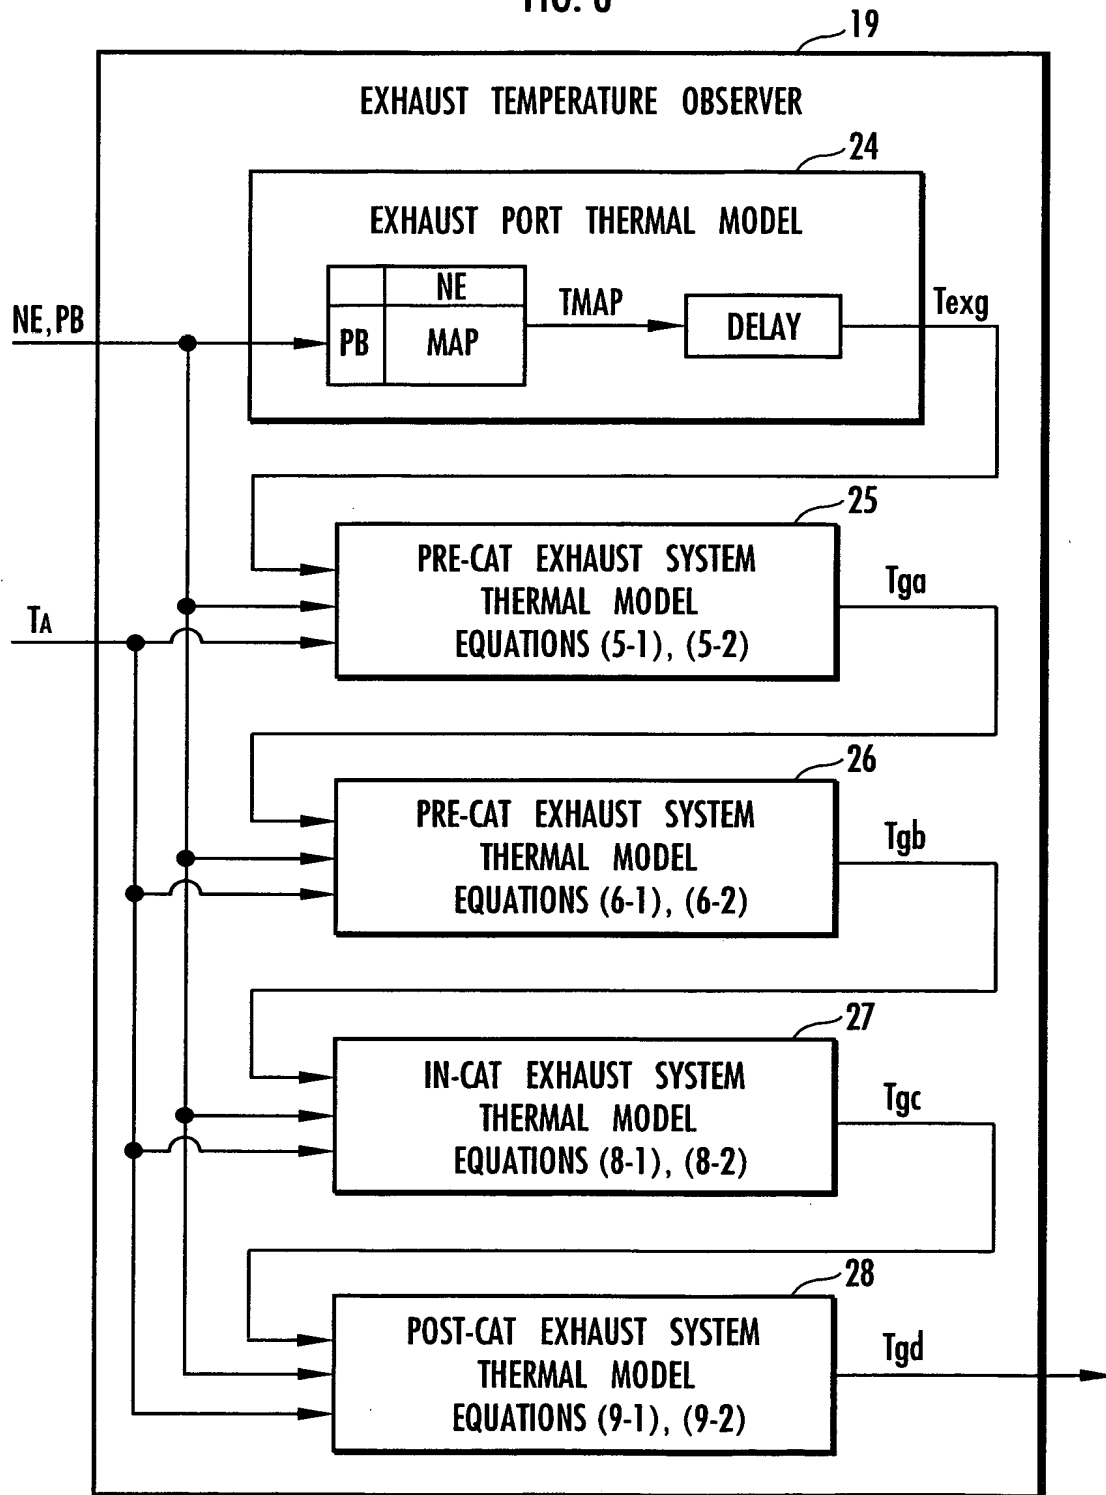 19
EXHAUST TEMPERATURE OBSERVER
24
EXHAUST PORT THERMAL MODEL
NE
NE,PB
PB
MAP
TMAP
DELAY
Texg
25
PRE-CAT EXHAUST SYSTEM
THERMAL MODEL
EQUATIONS (5-1), (5-2)
Tga
TA
26
PRE-CAT EXHAUST SYSTEM
THERMAL MODEL
EQUATIONS (6-1), (6-2)
Tgb
27
IN-CAT EXHAUST SYSTEM
THERMAL MODEL
EQUATIONS (8-1), (8-2)
Tgc
28
POST-CAT EXHAUST SYSTEM
THERMAL MODEL
EQUATIONS (9-1), (9-2)
Tgd